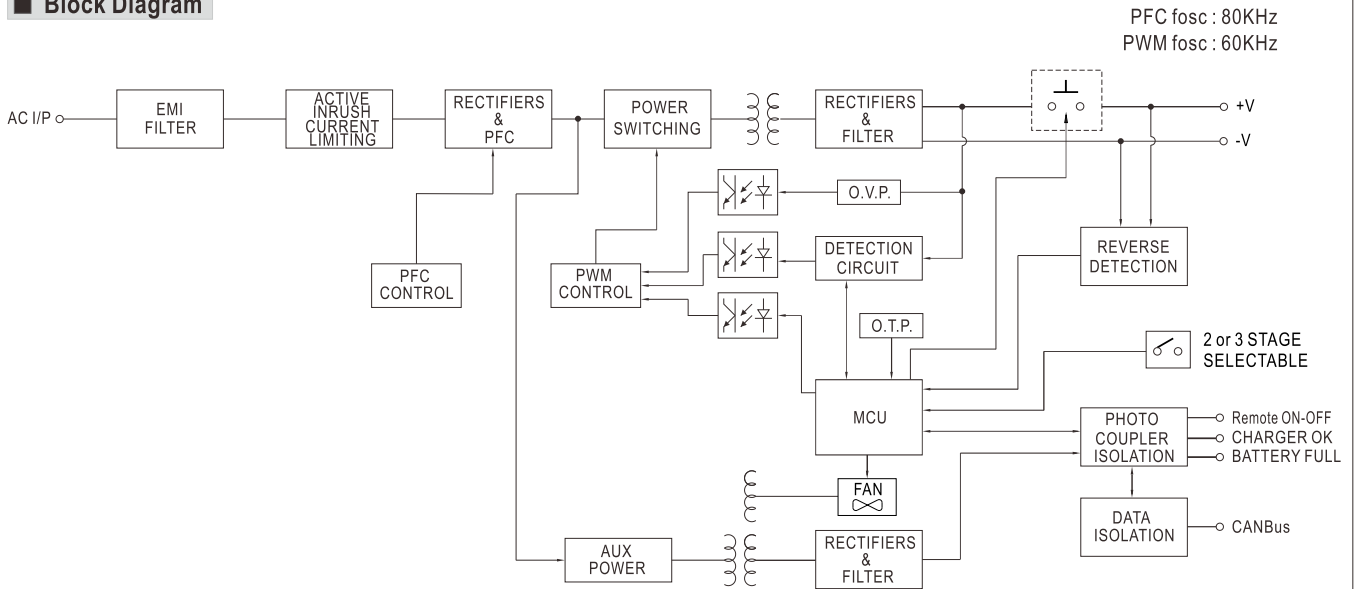 ■ Block Diagram
PFC fosc : 80KHz
PWM fosc : 60KHz
AC I/P
EMI
FILTER
ACTIVE
INRUSH
CURRENT
LIMITING
RECTIFIERS
&
PFC
POWER
SWITCHING
RECTIFIERS
&
FILTER
+V
-V
O.V.P.
DETECTION
CIRCUIT
REVERSE
DETECTION
PFC
CONTROL
PWM
CONTROL
O.T.P.
2 or 3 STAGE
SELECTABLE
MCU
PHOTO
COUPLER
ISOLATION
Remote ON-OFF
CHARGER OK
BATTERY FULL
FAN
DATA
ISOLATION
CANBus
AUX
POWER
RECTIFIERS
&
FILTER